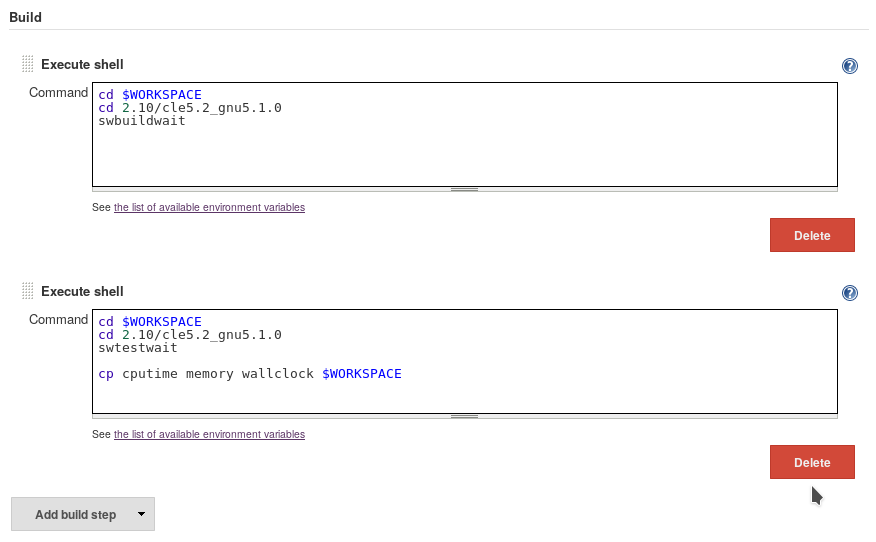 Build
Execute shell
?
Command
cd $WORKSPACE
cd 2.10/cle5.2_gnu5.1.0
swbuildwait
See the list of available environment variables
Delete
Execute shell
?
Command
cd $WORKSPACE
cd 2.10/cle5.2_gnu5.1.0
swtestwait
cp cputime memory wallclock $WORKSPACE
See the list of available environment variables
Delete
Add build step